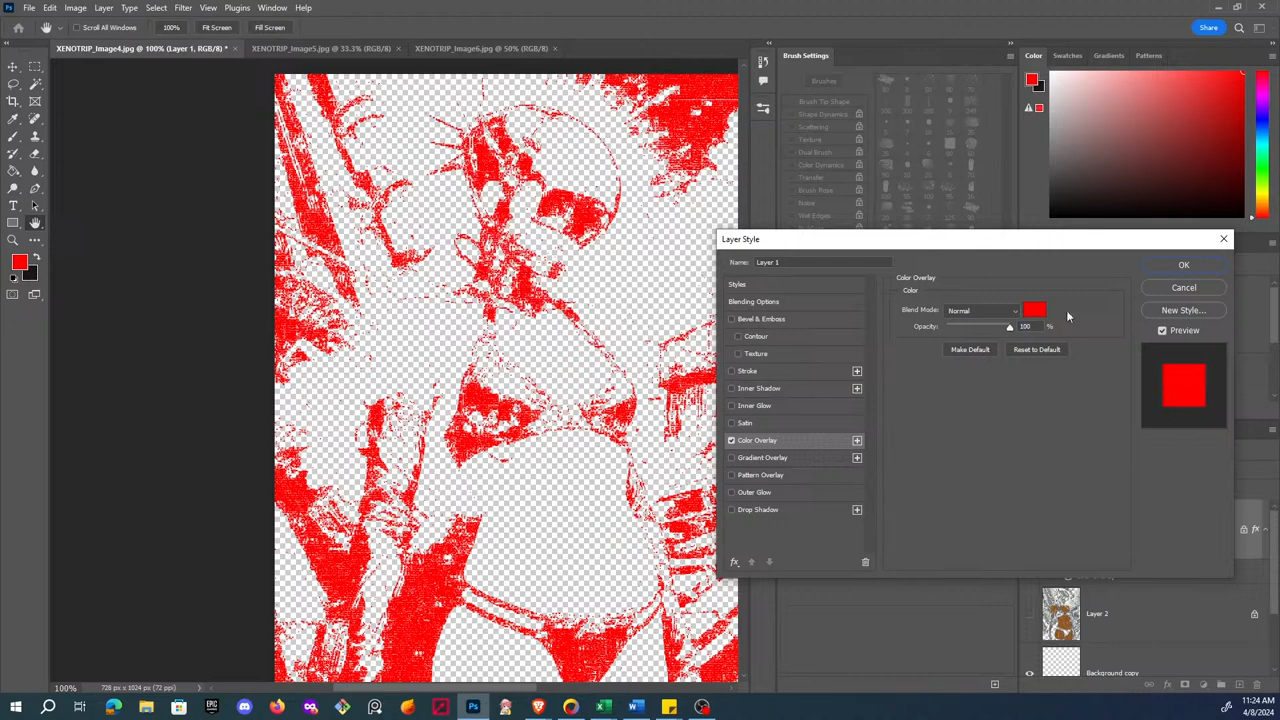 File Edit Image Layer Type Select Filter View Plugins Window Help
Scroll All Windows 100% Fit Screen Fill Screen Share
XENOTRIP_Image4.jpg @ 100% (Layer 1, RGB/8) * XENOTRIP_Image5.jpg @ 33.3% (RGB/8) XENOTRIP_Image6.jpg @ 50% (RGB/8)
Brush Settings
Color Swatches Gradients Patterns
Brushes
Brush Tip Shape
Shape Dynamics
Scattering
Texture
Dual Brush
Color Dynamics
Transfer
Brush Pose
Noise
Wet Edges
Layer Style
Name: Layer 1
OK
Cancel
New Style...
Preview
Styles
Blending Options
Bevel & Emboss
Contour
Texture
Stroke
Inner Shadow
Inner Glow
Satin
Color Overlay
Gradient Overlay
Pattern Overlay
Outer Glow
Drop Shadow
fx
Color Overlay
Color
Blend Mode: Normal
Opacity: 100 %
Make Default Reset to Default
fx
Layer 2
Background copy
100% 728 px x 1024 px (72 ppi)
11:24 AM
4/8/2024